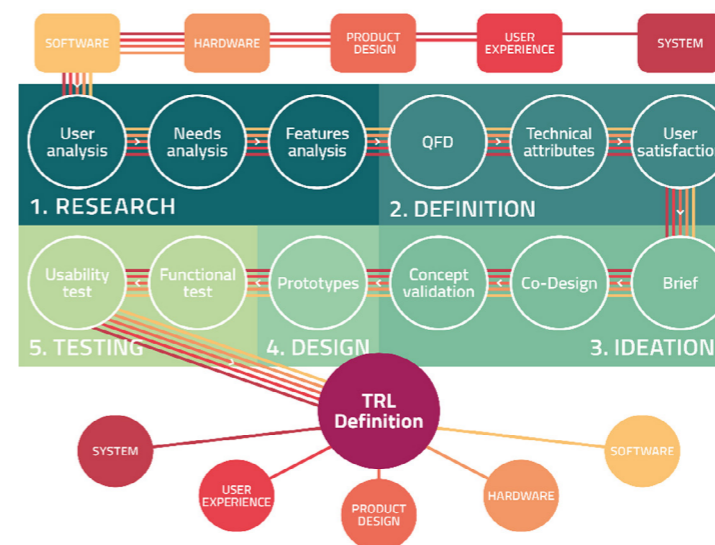 SOFTWARE
HARDWARE
PRODUCT
DESIGN
USER
EXPERIENCE
SYSTEM
User
analysis
Needs
analysis
Features
analysis
QFD
Technical
attributes
User
satisfaction
1. RESEARCH
2. DEFINITION
Usability
test
Functional
test
Prototypes
Concept
validation
Co-Design
Brief
5. TESTING
4. DESIGN
3. IDEATION
TRL
Definition
SYSTEM
USER
EXPERIENCE
PRODUCT
DESIGN
HARDWARE
SOFTWARE